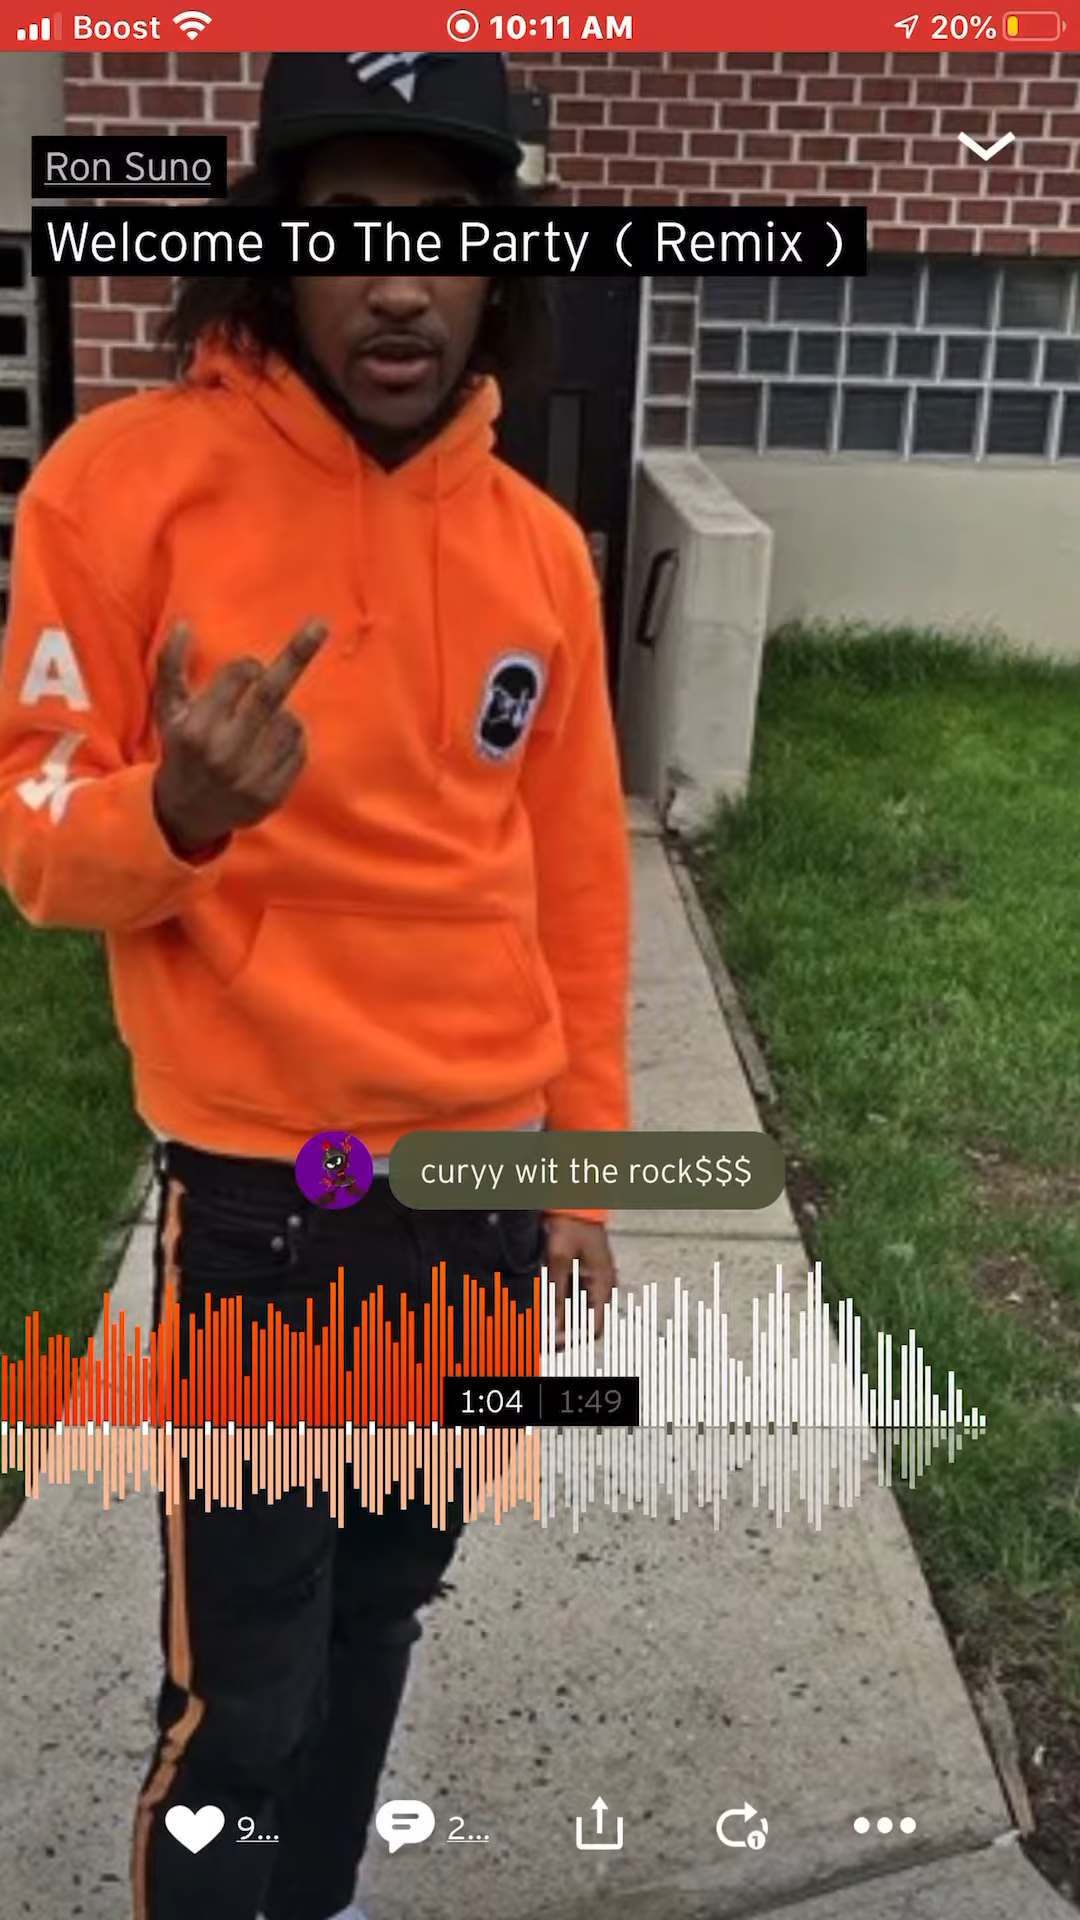 Boost 10:11 AM 20%
Ron Suno
Welcome To The Party ( Remix )
A
curyy wit the rock$$$
1:04 | 1:49
9... 2... 1